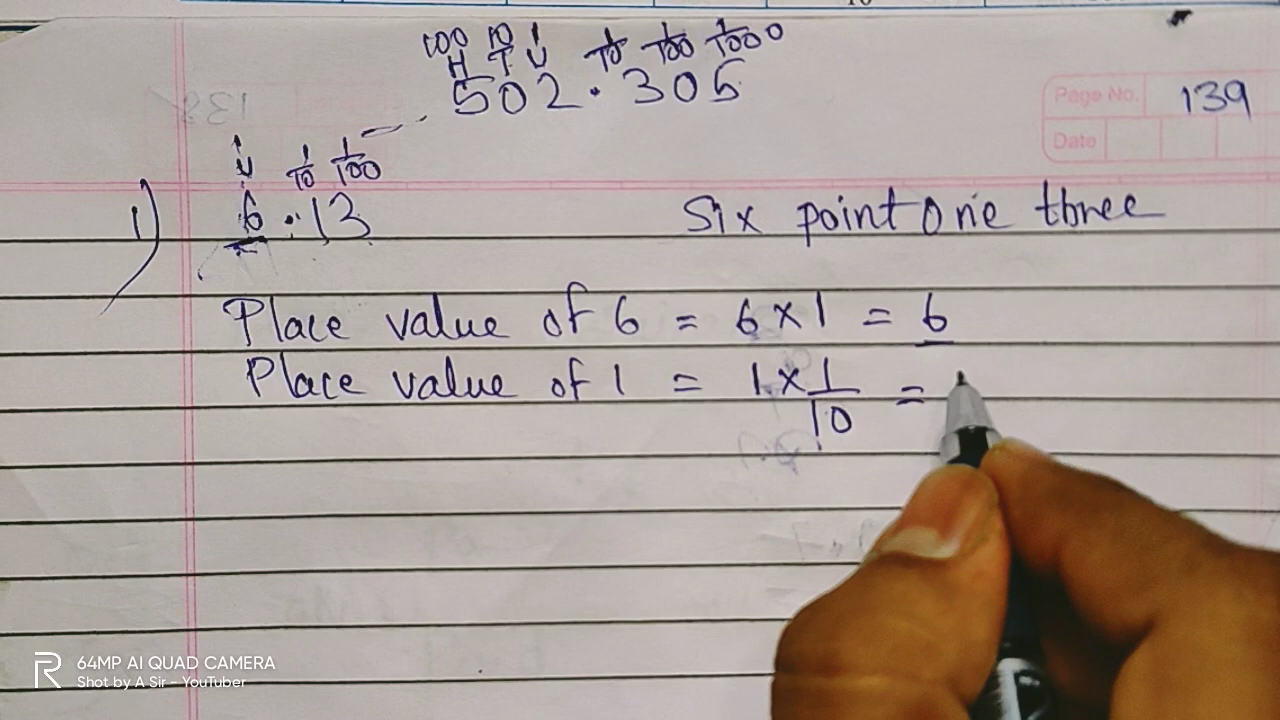 100 10 1 1/10 1/100 1/1000
H T U
502.305
Page No. 139
Date
1
U 1/10 1/100
1) 6.13 Six point one three
Place value of 6 = 6 × 1 = 6
Place value of 1 = 1 × 1/10 =
64MP AI QUAD CAMERA
Shot by A Sir - YouTuber